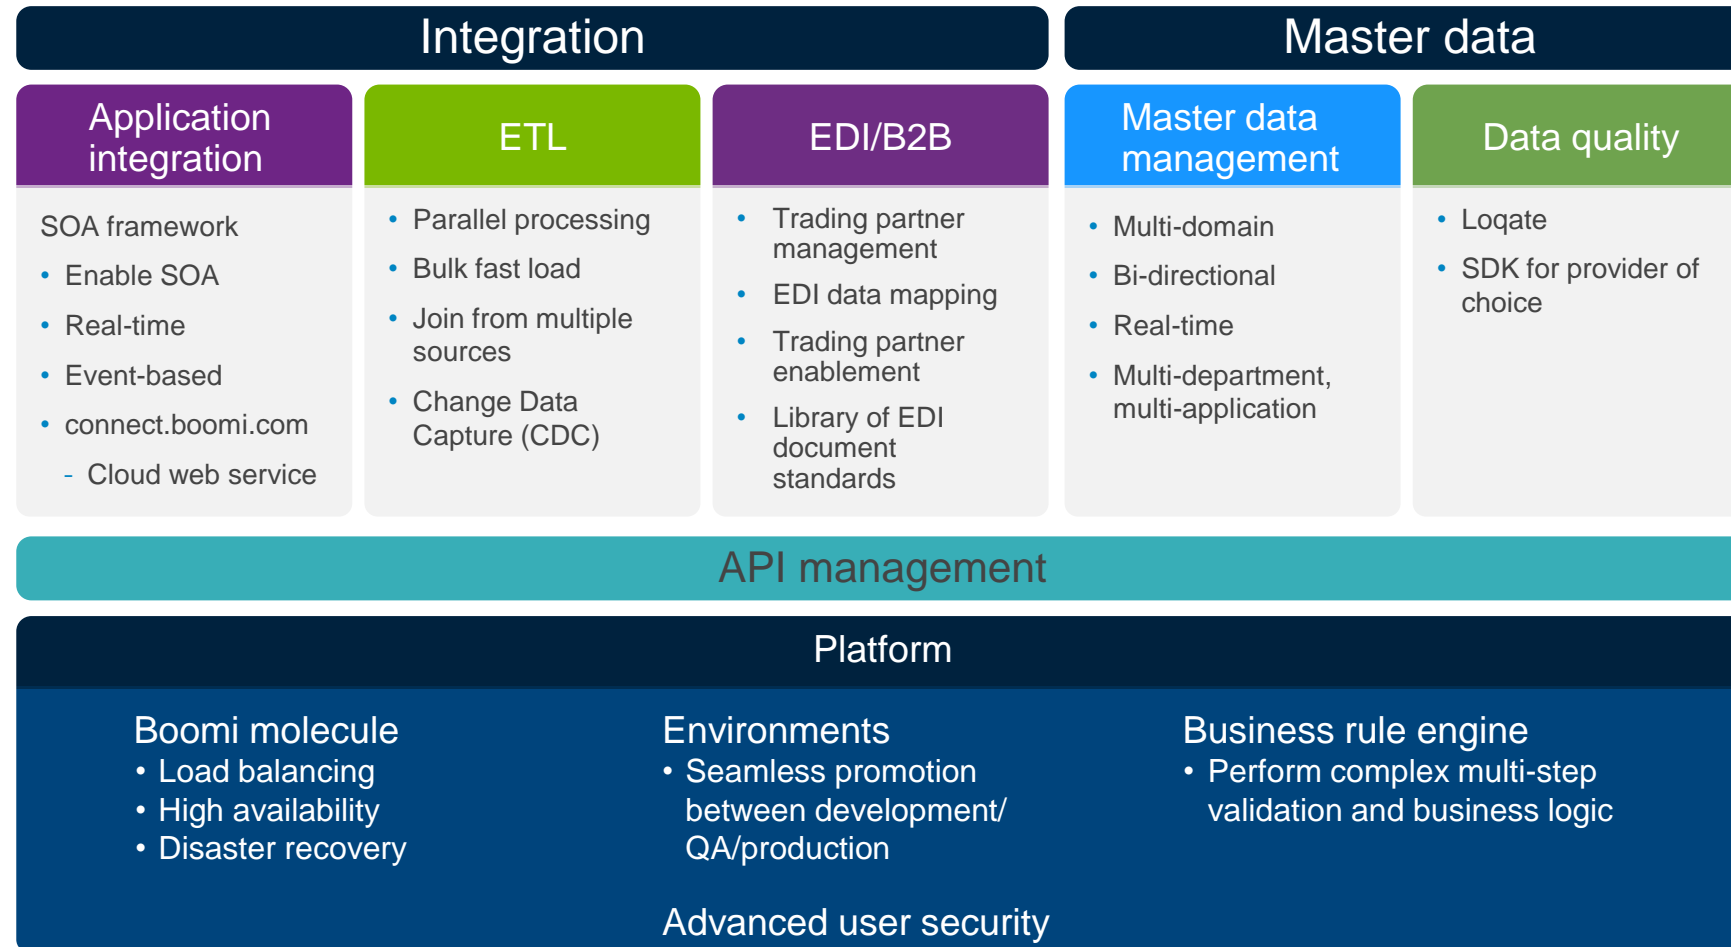 Integration
Master data
Application
integration
SOA framework
• Enable SOA
• Real-time
• Event-based
• connect.boomi.com
- Cloud web service
ETL
• Parallel processing
• Bulk fast load
• Join from multiple
sources
• Change Data
Capture (CDC)
EDI/B2B
• Trading partner
management
• EDI data mapping
• Trading partner
enablement
• Library of EDI
document
standards
Master data
management
• Multi-domain
• Bi-directional
• Real-time
• Multi-department,
multi-application
Data quality
• Loqate
• SDK for provider of
choice
API management
Platform
Boomi molecule
• Load balancing
• High availability
• Disaster recovery
Environments
• Seamless promotion
between development/
QA/production
Business rule engine
• Perform complex multi-step
validation and business logic
Advanced user security